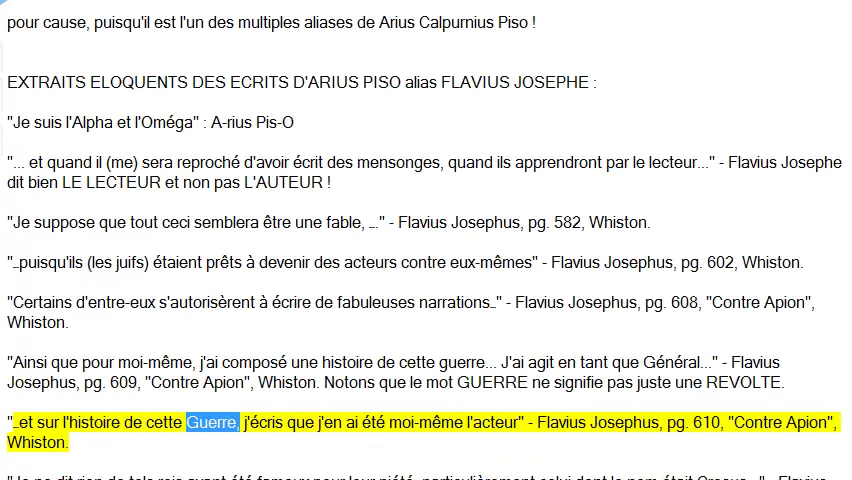 pour cause, puisqu'il est l'un des multiples aliases de Arius Calpurnius Piso !
EXTRAITS ELOQUENTS DES ECRITS D'ARIUS PISO alias FLAVIUS JOSEPHE :
"Je suis l'Alpha et l'Oméga" : A-rius Pis-O
"... et quand il (me) sera reproché d'avoir écrit des mensonges, quand ils apprendront par le lecteur..." - Flavius Josephe
dit bien LE LECTEUR et non pas L'AUTEUR !
"Je suppose que tout ceci semblera être une fable, ..." - Flavius Josephus, pg. 582, Whiston.
"..puisqu'ils (les juifs) étaient prêts à devenir des acteurs contre eux-mêmes" - Flavius Josephus, pg. 602, Whiston.
"Certains d'entre-eux s'autorisèrent à écrire de fabuleuses narrations.." - Flavius Josephus, pg. 608, "Contre Apion",
Whiston.
"Ainsi que pour moi-même, j'ai composé une histoire de cette guerre... J'ai agit en tant que Général..." - Flavius
Josephus, pg. 609, "Contre Apion", Whiston. Notons que le mot GUERRE ne signifie pas juste une REVOLTE.
"..et sur l'histoire de cette Guerre, j'écris que j'en ai été moi-même l'acteur" - Flavius Josephus, pg. 610, "Contre Apion",
Whiston.